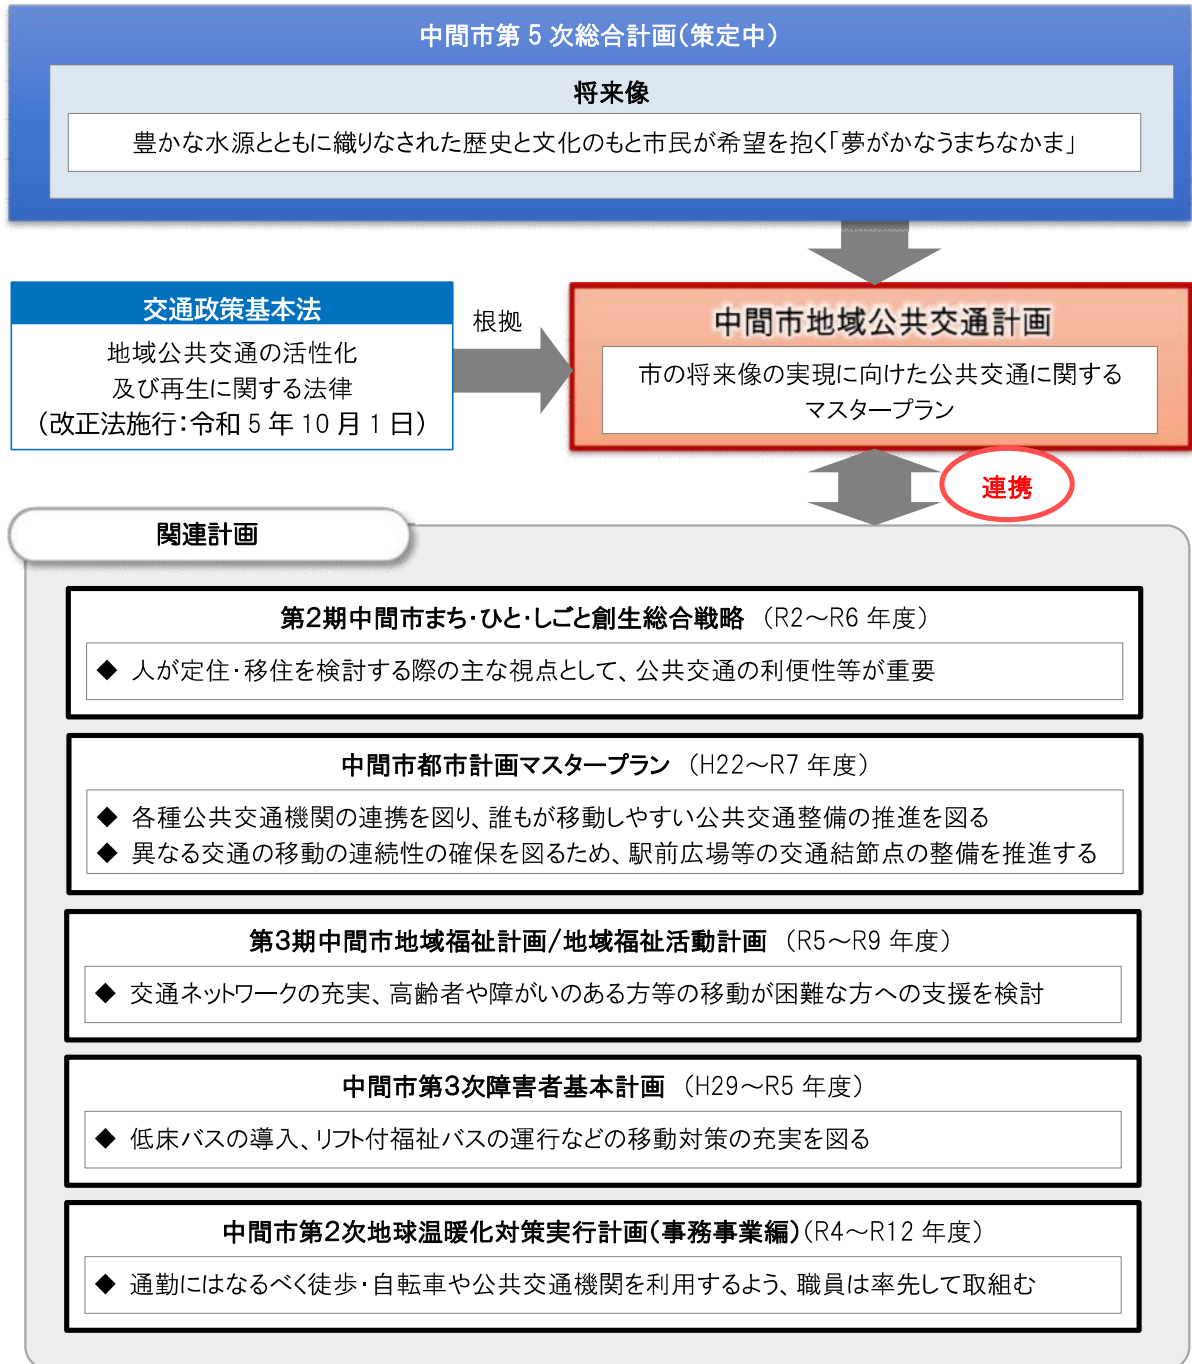 中間市第５次総合計画（策定中）
将来像
豊かな水源とともに織りなされた歴史と文化のもと市民が希望を抱く「夢がかなうまちなかま」
交通政策基本法
地域公共交通の活性化
及び再生に関する法律
（改正法施行：令和５年１０月１日）
根拠
中間市地域公共交通計画
市の将来像の実現に向けた公共交通に関する
マスタープラン
連携
関連計画
第２期中間市まち・ひと・しごと創生総合戦略（R2～R6 年度）
◆ 人が定住・移住を検討する際の主な視点として、公共交通の利便性等が重要
中間市都市計画マスタープラン（H22～R7 年度）
◆ 各種公共交通機関の連携を図り、誰もが移動しやすい公共交通整備の推進を図る
◆ 異なる交通の移動の連続性の確保を図るため、駅前広場等の交通結節点の整備を推進する
第３期中間市地域福祉計画/地域福祉活動計画（R5～R9 年度）
◆ 交通ネットワークの充実、高齢者や障がいのある方等の移動が困難な方への支援を検討
中間市第３次障害者基本計画（H29～R5 年度）
◆ 低床バスの導入、リフト付福祉バスの運行などの移動対策の充実を図る
中間市第２次地球温暖化対策実行計画（事務事業編）（R4～R12 年度）
◆ 通勤にはなるべく徒歩・自転車や公共交通機関を利用するよう、職員は率先して取組む